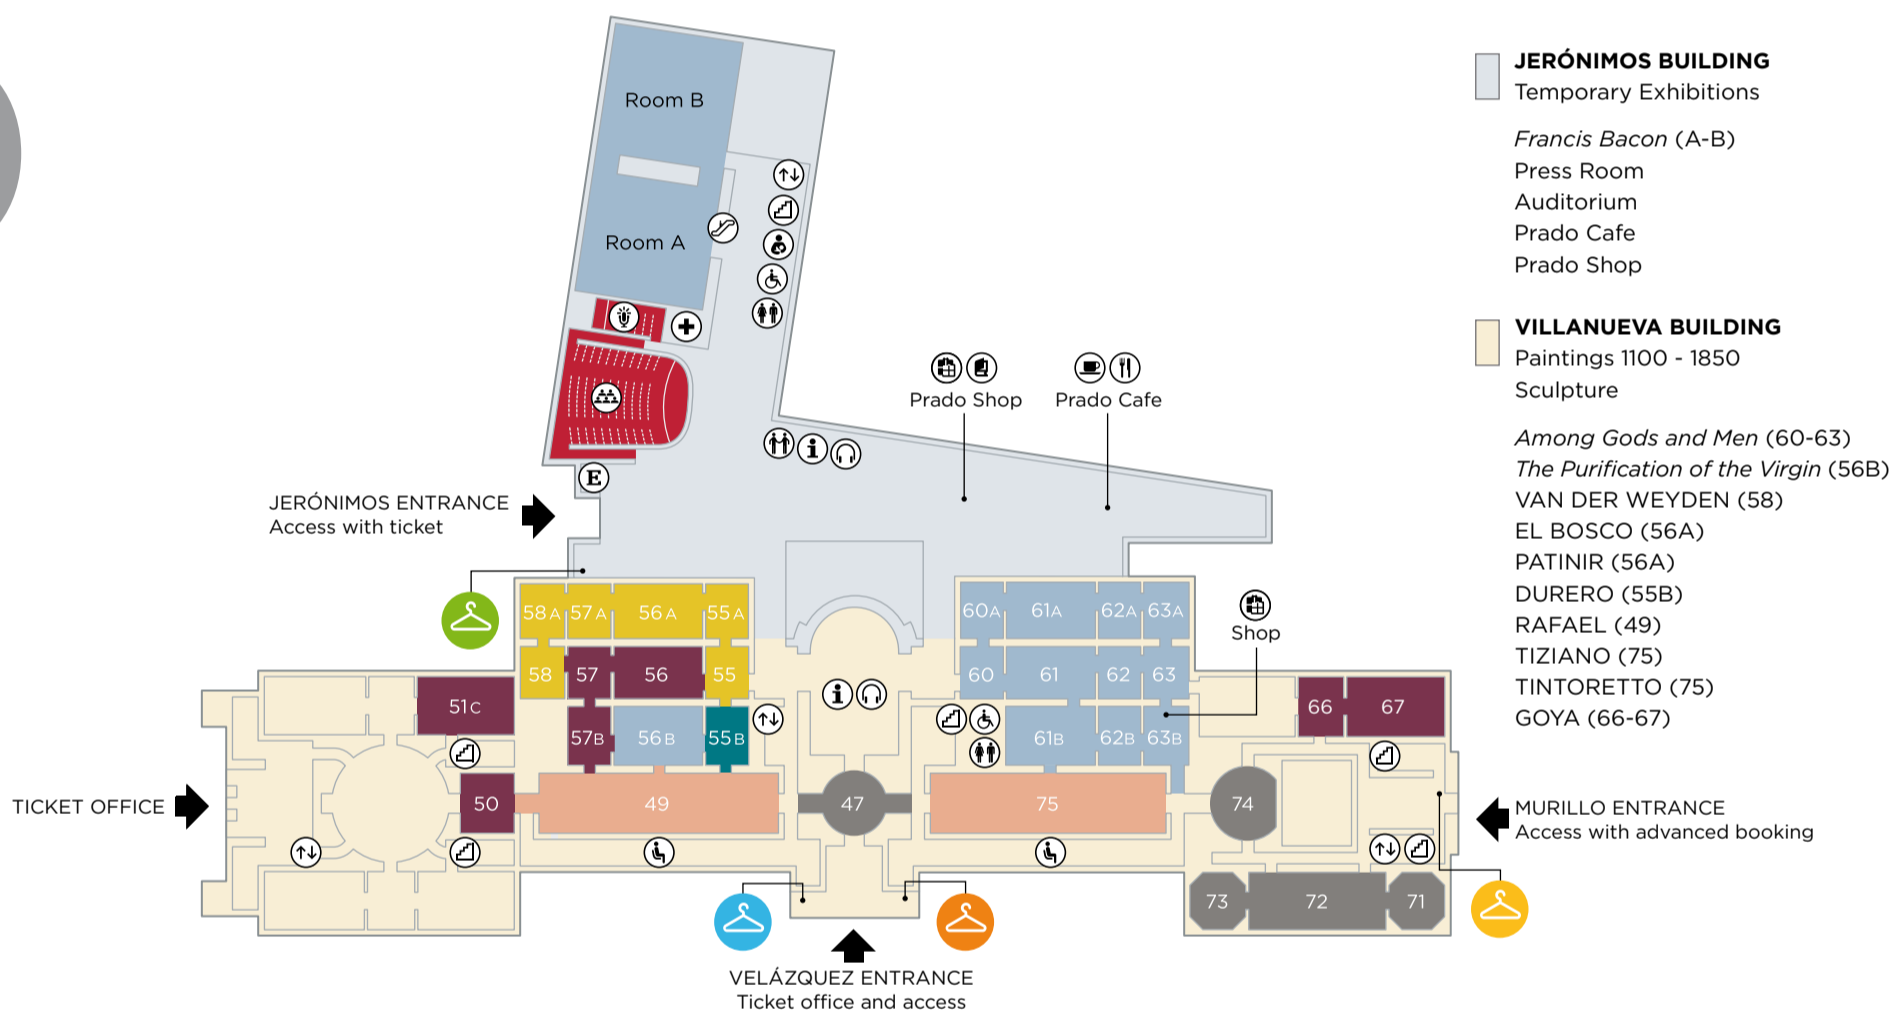 Room B
Room A
E
Prado Shop
Prado Cafe
JERÓNIMOS ENTRANCE
Access with ticket
58 A
57 A
56 A
55 A
60A
61A
62A
63A
Shop
58
57
56
55
60
61
62
63
51C
66
67
57B
56B
55B
61B
62B
63B
TICKET OFFICE
50
49
47
75
74
MURILLO ENTRANCE
Access with advanced booking
73
72
71
VELÁZQUEZ ENTRANCE
Ticket office and access
JERÓNIMOS BUILDING
Temporary Exhibitions
Francis Bacon (A-B)
Press Room
Auditorium
Prado Cafe
Prado Shop
VILLANUEVA BUILDING
Paintings 1100 - 1850
Sculpture
Among Gods and Men (60-63)
The Purification of the Virgin (56B)
VAN DER WEYDEN (58)
EL BOSCO (56A)
PATINIR (56A)
DURERO (55B)
RAFAEL (49)
TIZIANO (75)
TINTORETTO (75)
GOYA (66-67)